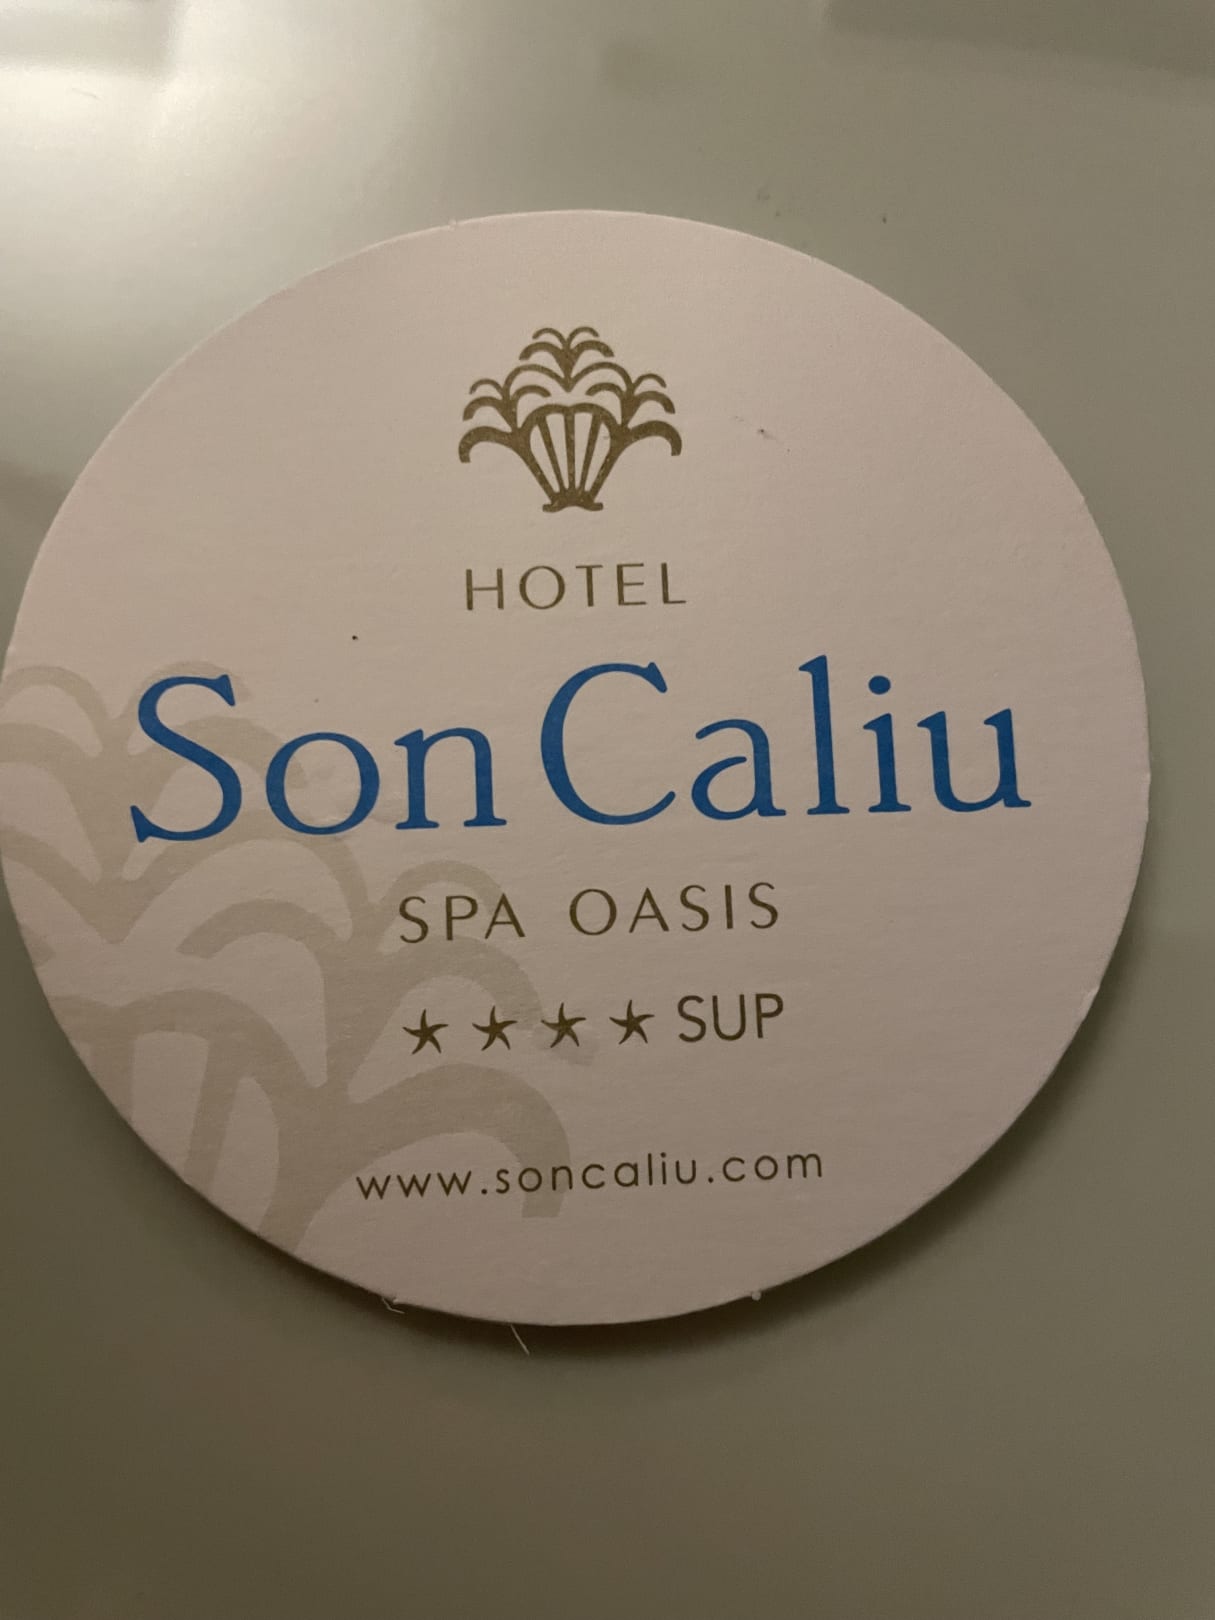 HOTEL
Son Caliu
SPA OASIS
★ ★ ★ ★ SUP
www.soncaliu.com